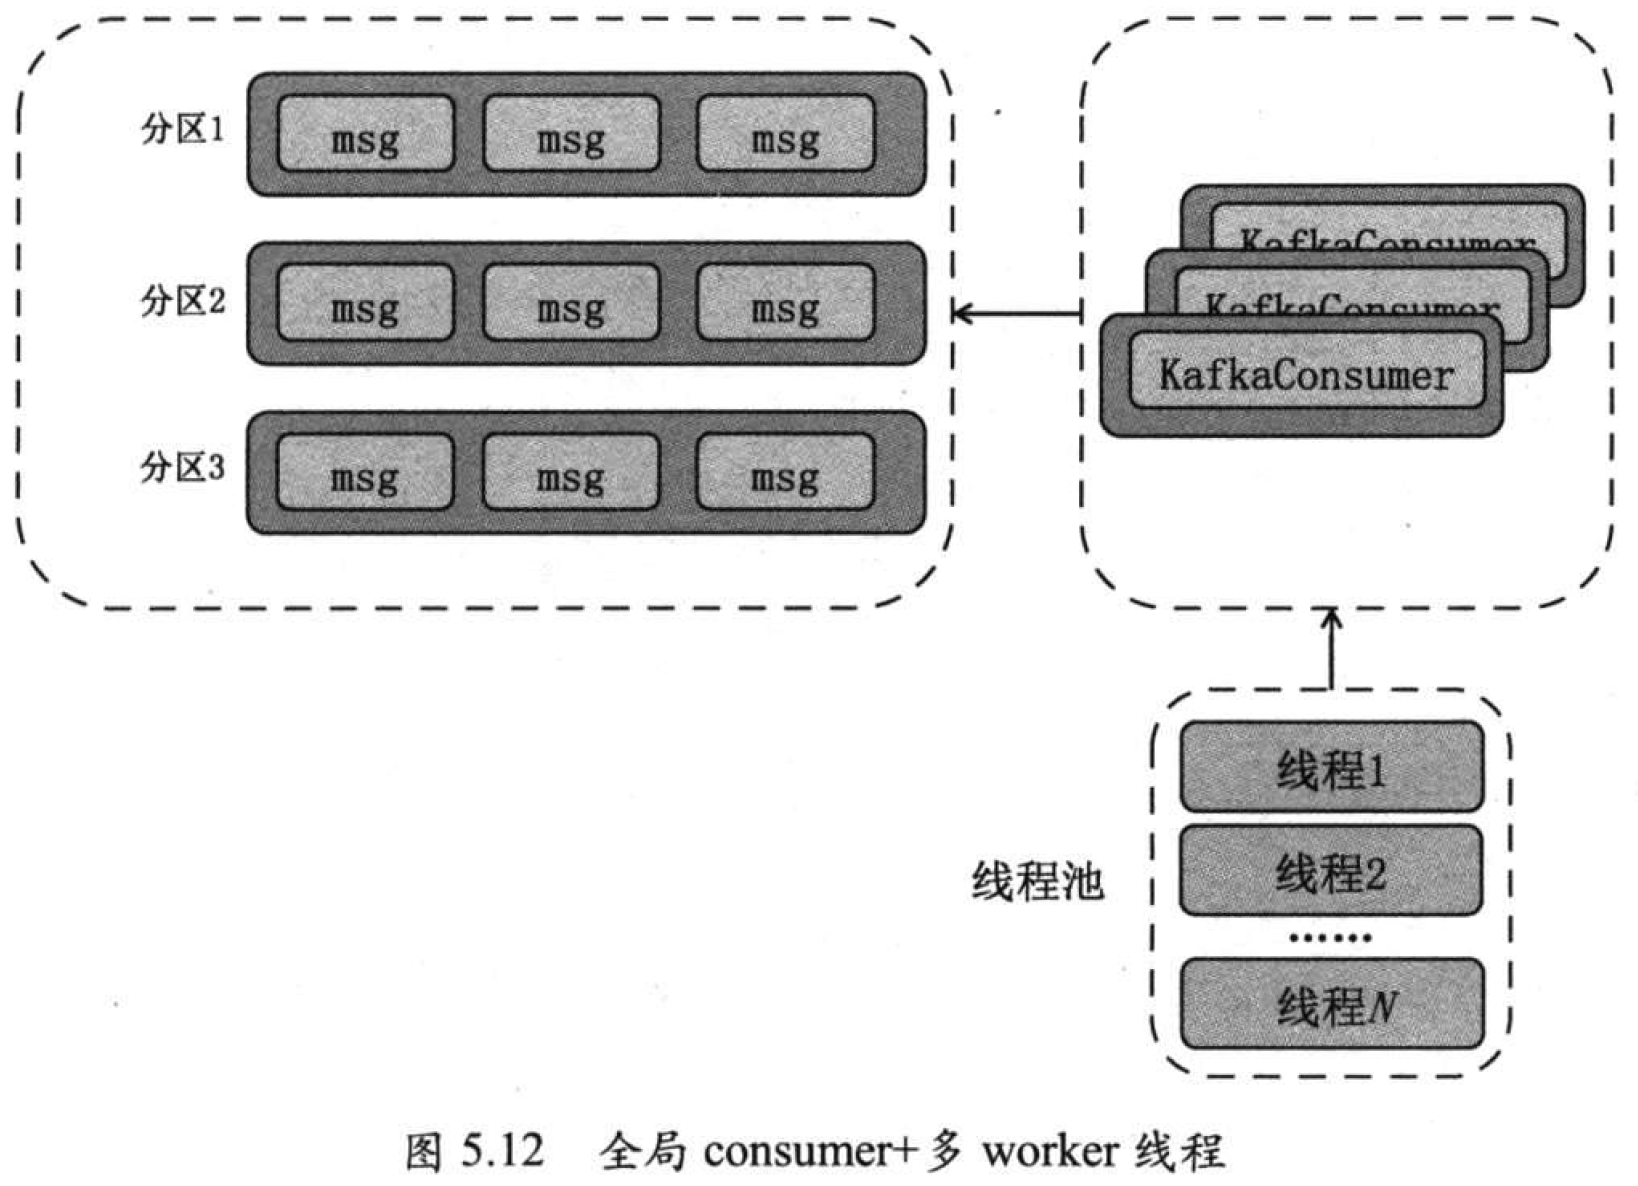 分区1
msg msg msg
分区2
msg msg msg
分区3
msg msg msg
KafkaConsumer
KafkaConsumer
KafkaConsumer
线程池
线程1
线程2
……
线程N
图 5.12 全局 consumer+多 worker 线程